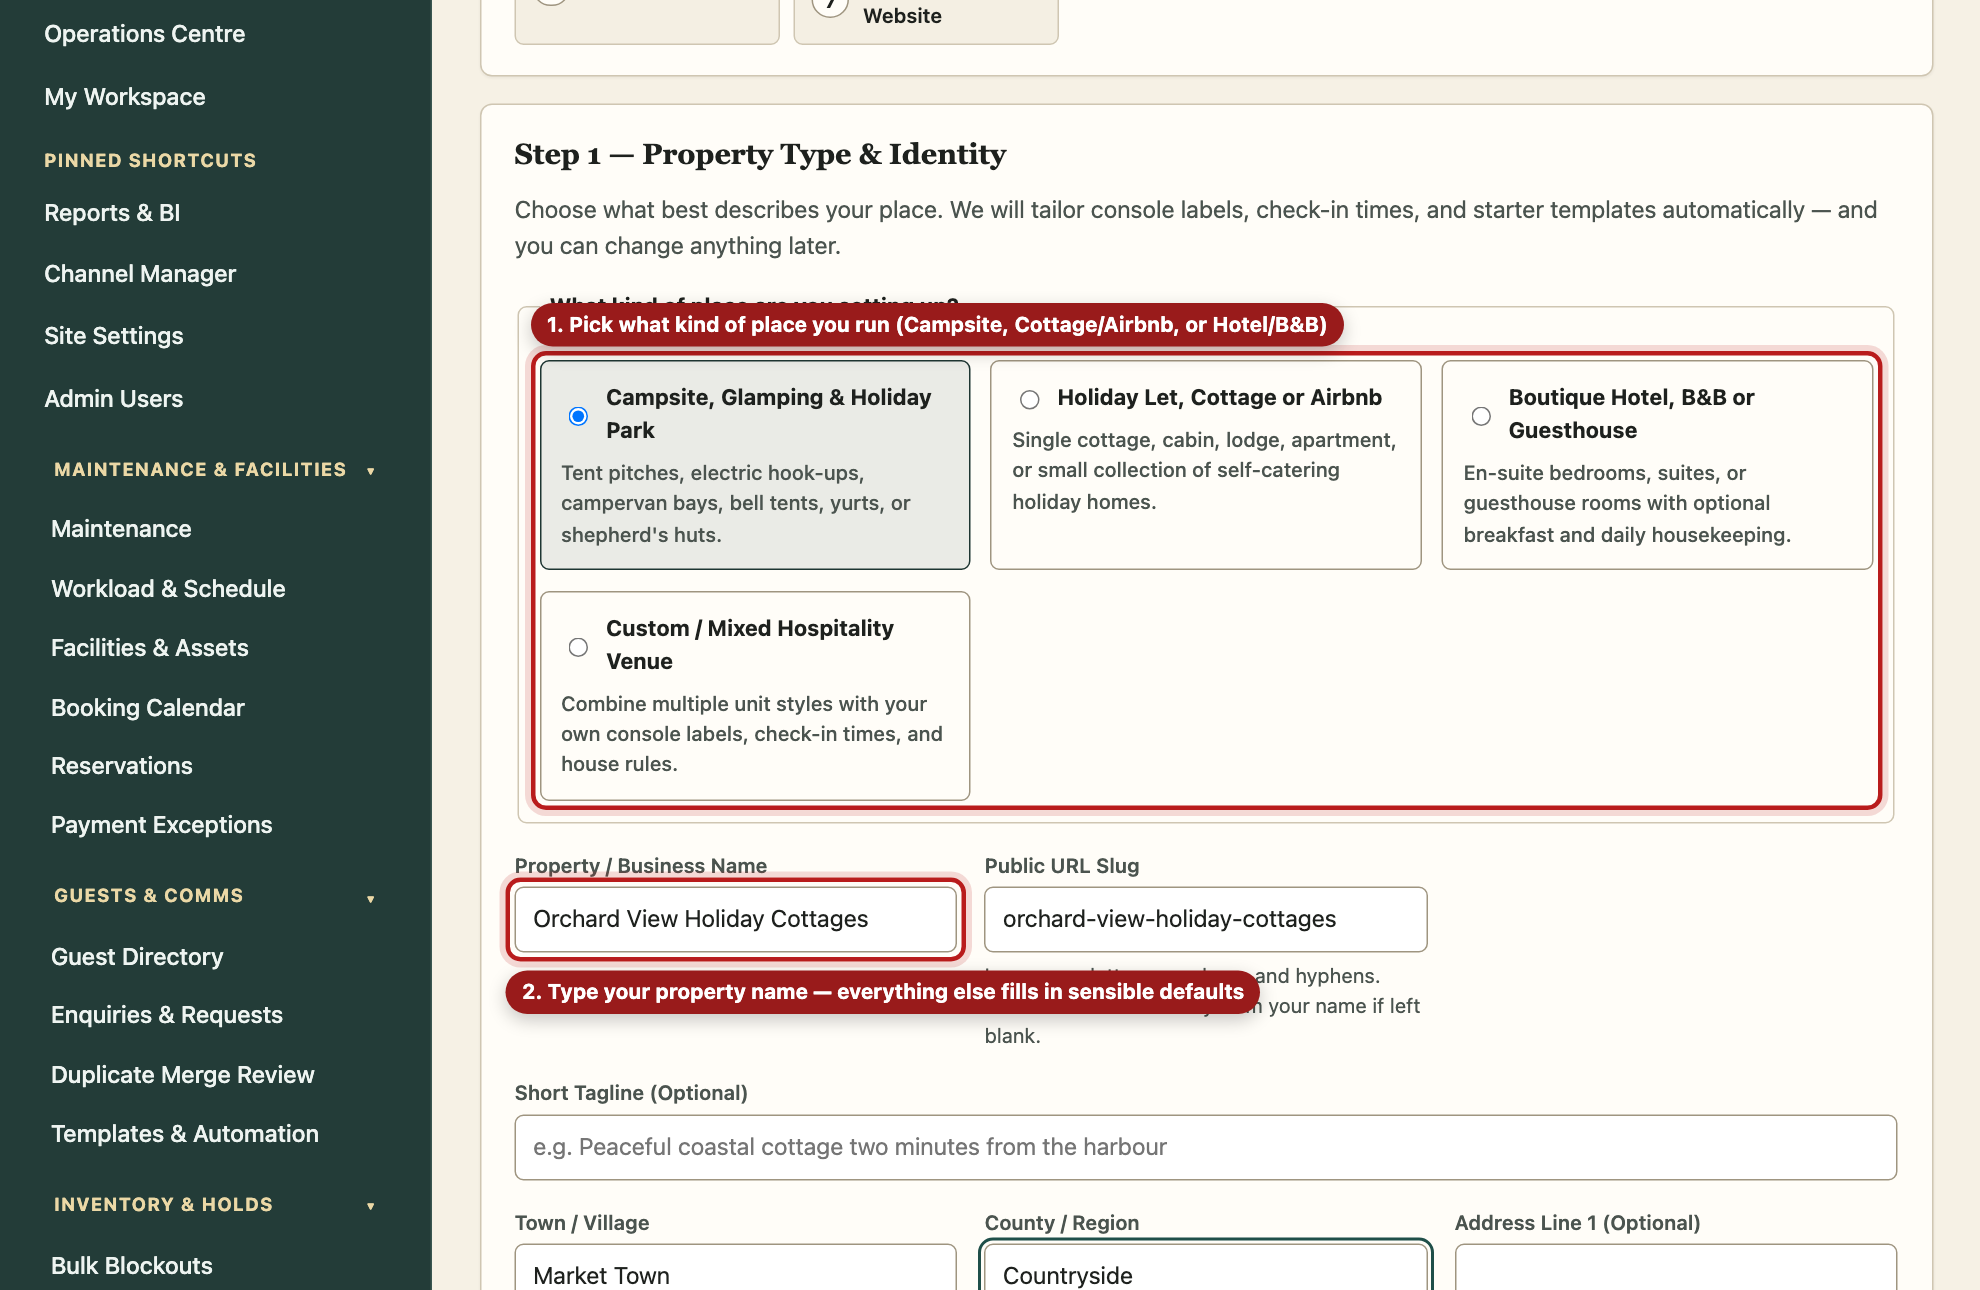 Operations Centre
My Workspace
PINNED SHORTCUTS
Reports & BI
Channel Manager
Site Settings
Admin Users
MAINTENANCE & FACILITIES
Maintenance
Workload & Schedule
Facilities & Assets
Booking Calendar
Reservations
Payment Exceptions
GUESTS & COMMS
Guest Directory
Enquiries & Requests
Duplicate Merge Review
Templates & Automation
INVENTORY & HOLDS
Bulk Blockouts
7
Website
Step 1 — Property Type & Identity
Choose what best describes your place. We will tailor console labels, check-in times, and starter templates automatically — and
you can change anything later.
What kind of place are you setting up?
1. Pick what kind of place you run (Campsite, Cottage/Airbnb, or Hotel/B&B)
Campsite, Glamping & Holiday
Park
Tent pitches, electric hook-ups,
campervan bays, bell tents, yurts, or
shepherd's huts.
Holiday Let, Cottage or Airbnb
Single cottage, cabin, lodge, apartment,
or small collection of self-catering
holiday homes.
Boutique Hotel, B&B or
Guesthouse
En-suite bedrooms, suites, or
guesthouse rooms with optional
breakfast and daily housekeeping.
Custom / Mixed Hospitality
Venue
Combine multiple unit styles with your
own console labels, check-in times, and
house rules.
Property / Business Name
Orchard View Holiday Cottages
Public URL Slug
orchard-view-holiday-cottages
and hyphens.
your name if left
blank.
2. Type your property name — everything else fills in sensible defaults
Short Tagline (Optional)
e.g. Peaceful coastal cottage two minutes from the harbour
Town / Village
Market Town
County / Region
Countryside
Address Line 1 (Optional)